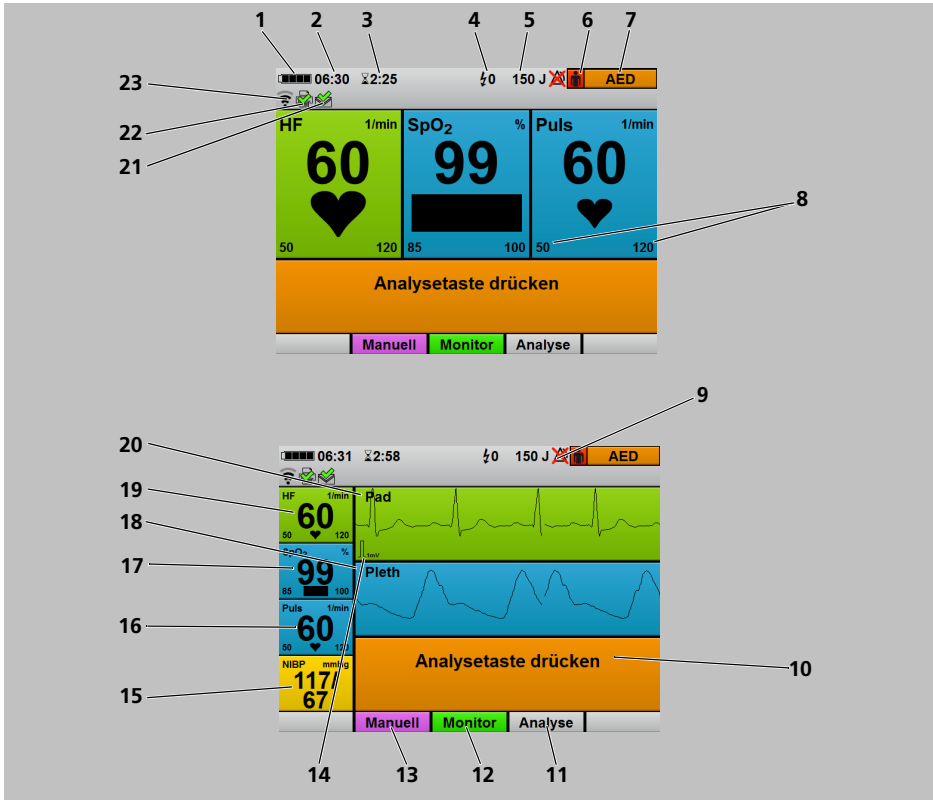 1 2 3 4 5 6 7
06:30 2:25 0 150 J AED
23
22
21
HF 1/min SpO2 % Puls 1/min
60 99 60
8
50 120 85 100 50 120
Analysetaste drücken
Manuell Monitor Analyse
9
20
06:31 2:58 0 150 J AED
19
HF 1/min
60
50 120
Pad
1mV
18
17
SpO2 %
99
85 100
Pleth
16
Puls 1/min
60
50 120
15
NIBP mmhg
117/
67
Analysetaste drücken
10
Manuell Monitor Analyse
14 13 12 11